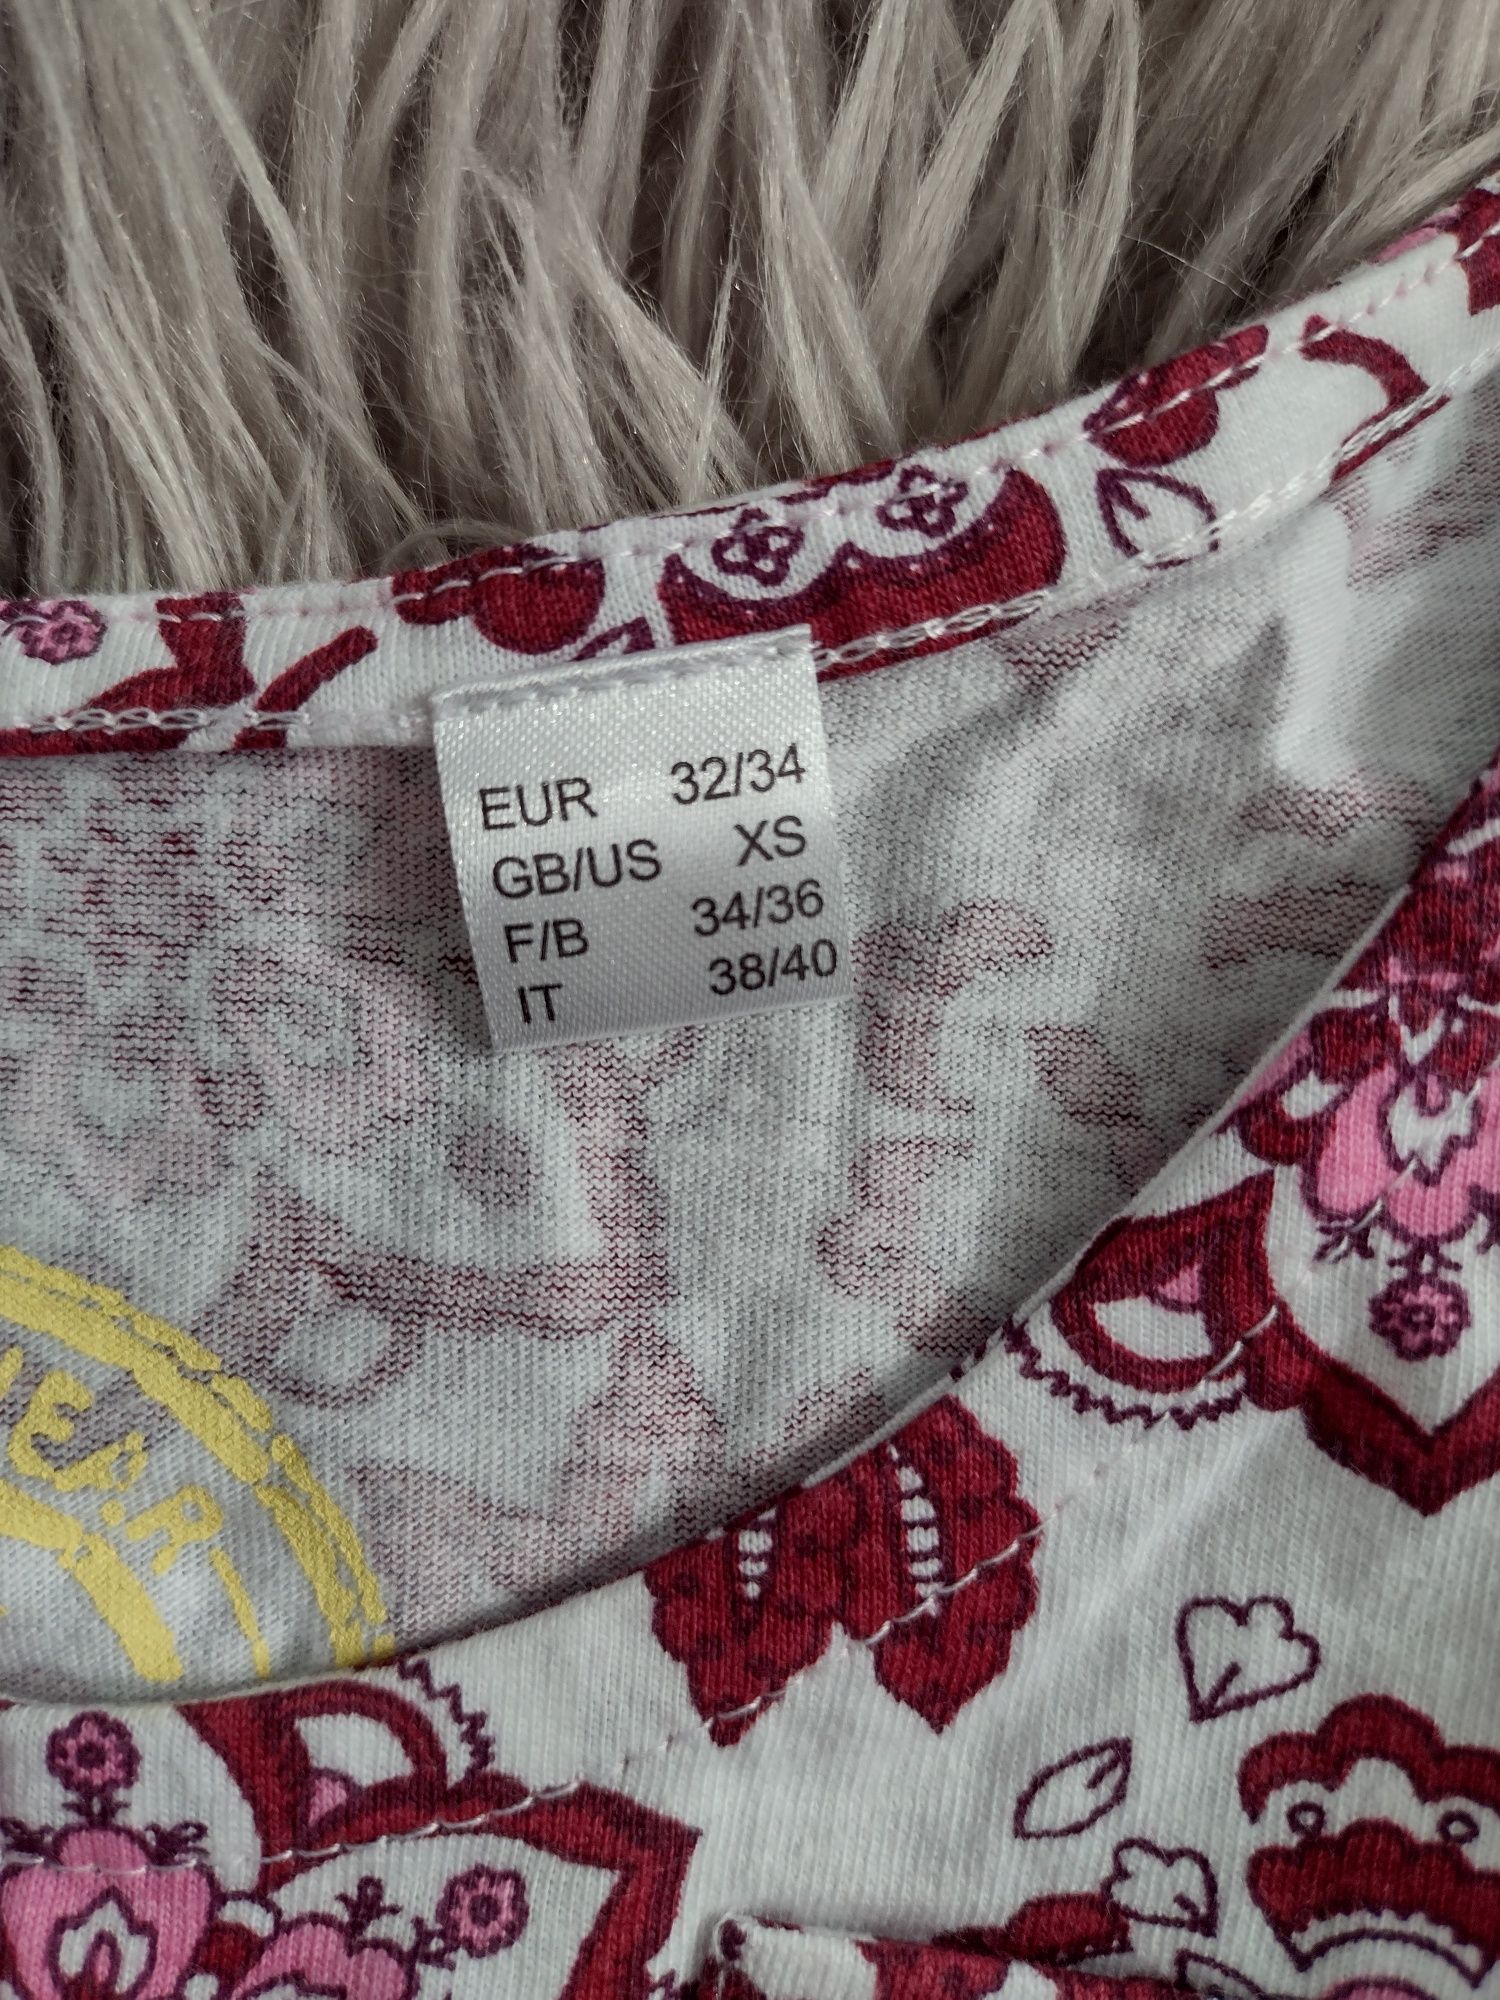 EUR 32/34
GB/US XS
F/B 34/36
IT 38/40